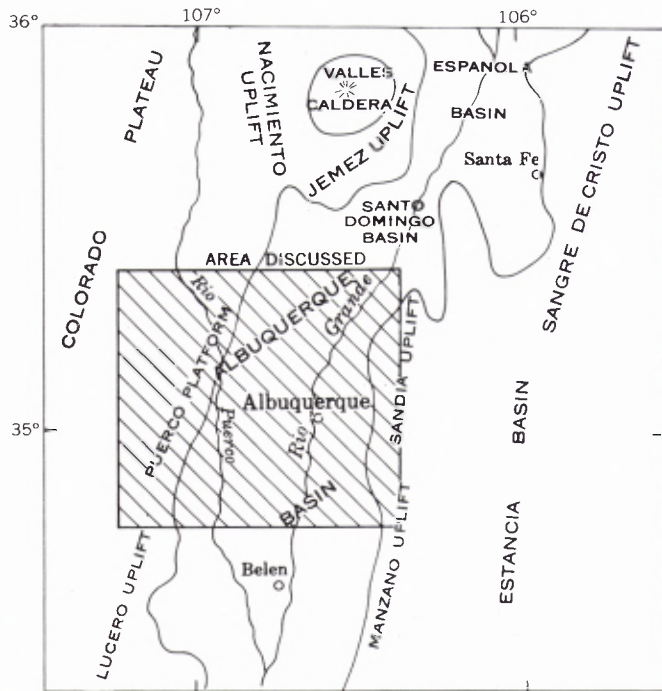 36°
107°
106°
35°
COLORADO
PLATEAU
NACIMIENTO
UPLIFT
VALLES
CALDERA
JEMEZ UPLIFT
ESPANOLA
BASIN
Santa Fe
SANTO
DOMINGO
BASIN
SANGRE DE CRISTO UPLIFT
AREA DISCUSSED
Rio
Puerco
PUERCO PLATFORM
ALBUQUERQUE
BASIN
Rio
Grande
Albuquerque
SANDIA UPLIFT
MANZANO UPLIFT
ESTANCIA
BASIN
LUCERO UPLIFT
Belen